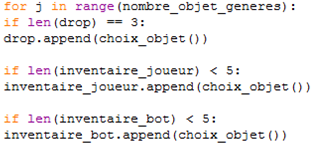 for j in range(nombre_objet_generes):
if len(drop) == 3:
drop.append(choix_objet())

if len(inventaire_joueur) < 5:
inventaire_joueur.append(choix_objet())

if len(inventaire_bot) < 5:
inventaire_bot.append(choix_objet())